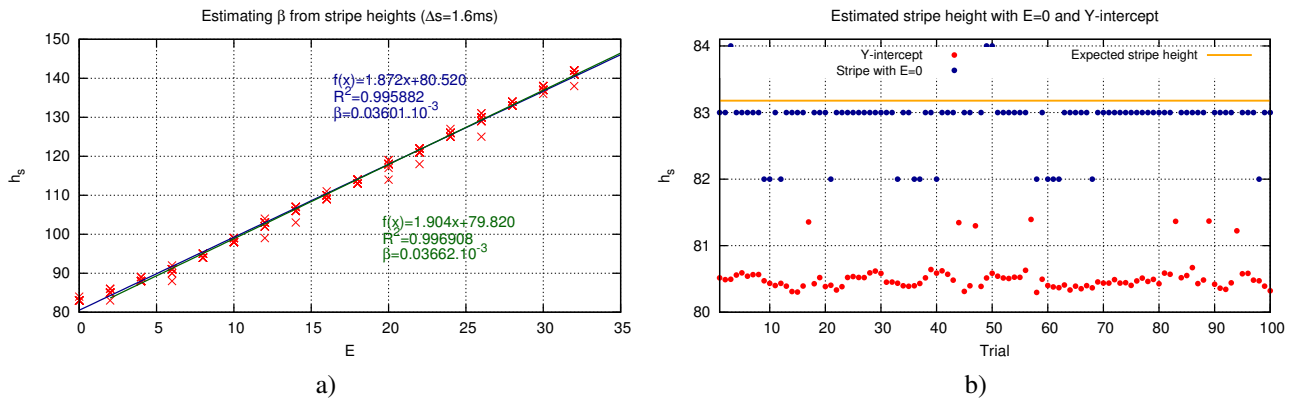 Estimating β from stripe heights (Δs=1.6ms)
150
140
130
120
110
100
90
80
h_s
f(x)=1.872x+80.520
R²=0.995882
β=0.03601.10⁻³
f(x)=1.904x+79.820
R²=0.996908
β=0.03662.10⁻³
0 5 10 15 20 25 30 35
E
a)
Estimated stripe height with E=0 and Y-intercept
84
83
82
81
80
h_s
Y-intercept
Stripe with E=0
Expected stripe height
10 20 30 40 50 60 70 80 90 100
Trial
b)